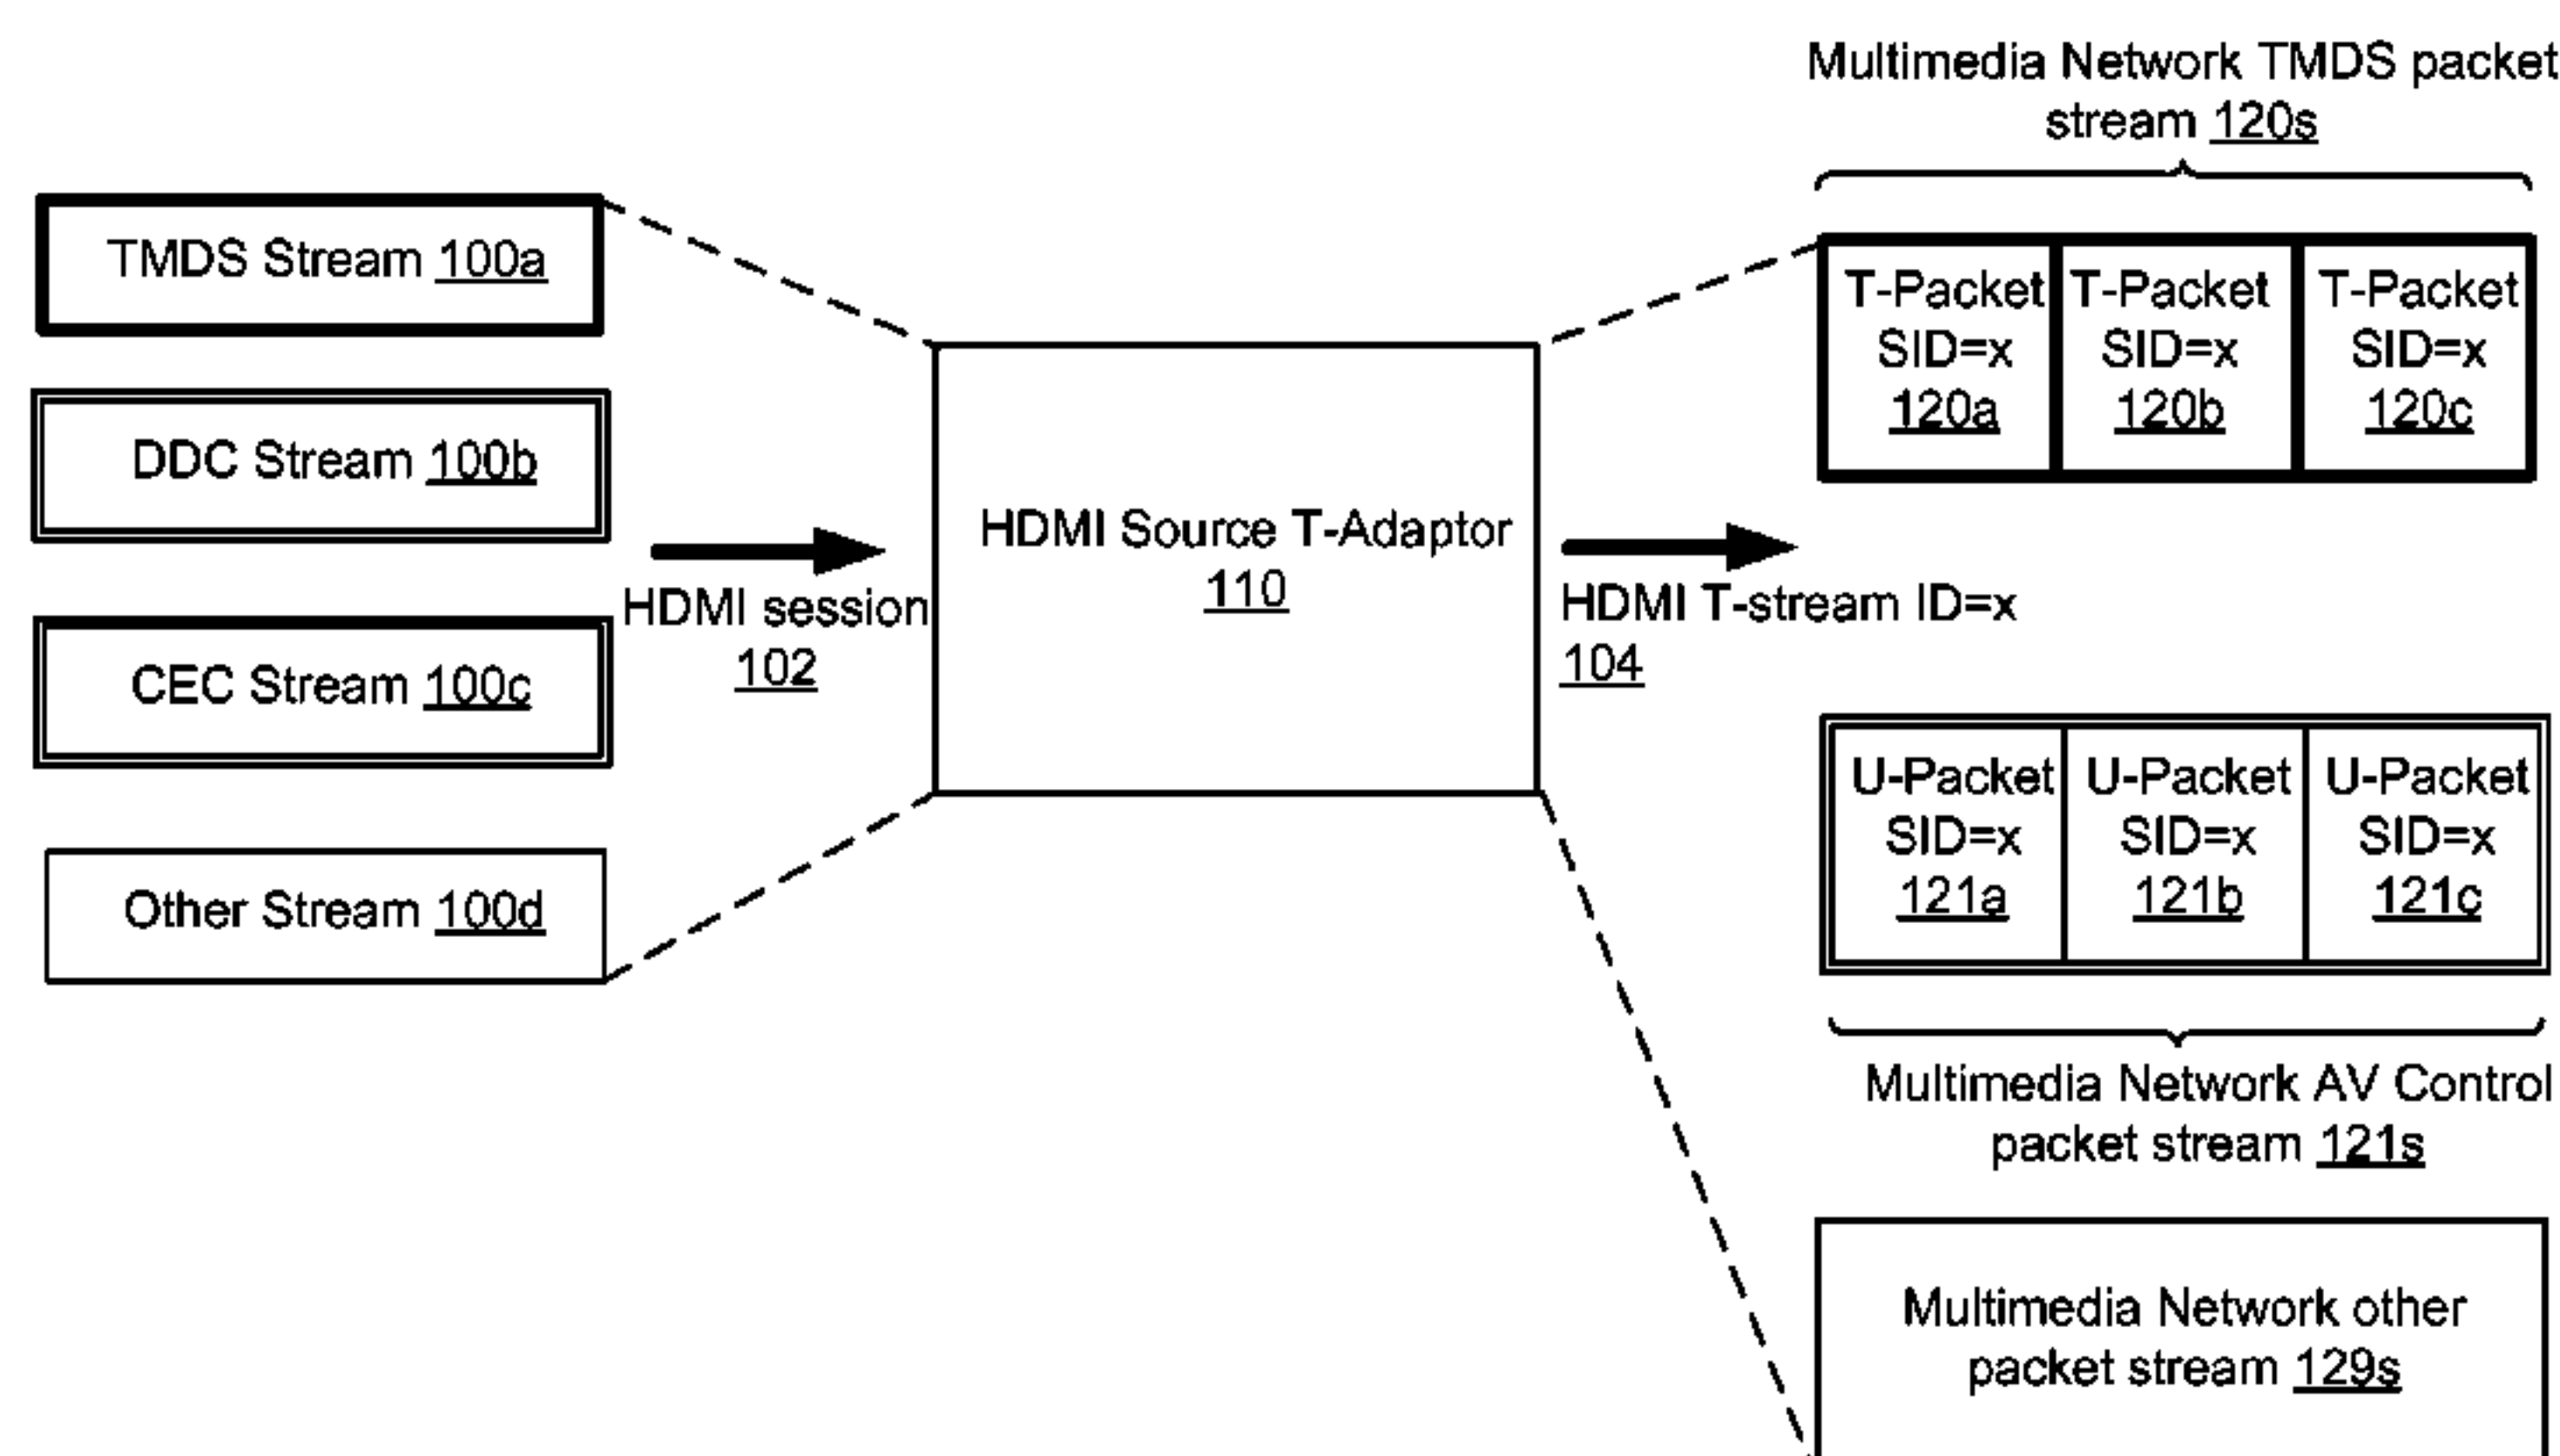 Multimedia Network TMDS packet
stream 120s
TMDS Stream 100a
DDC Stream 100b
CEC Stream 100c
Other Stream 100d
HDMI session
102
HDMI Source T-Adaptor
110
HDMI T-stream ID=x
104
T-Packet
SID=x
120a
T-Packet
SID=x
120b
T-Packet
SID=x
120c
U-Packet
SID=x
121a
U-Packet
SID=x
121b
U-Packet
SID=x
121c
Multimedia Network AV Control
packet stream 121s
Multimedia Network other
packet stream 129s